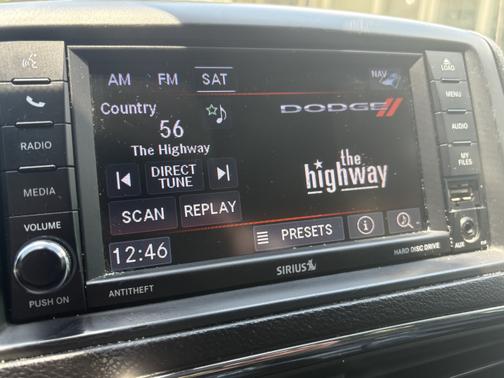 AM FM SAT NAV
LOAD
MENU
Country
DODGE
56
The Highway
AUDIO
RADIO
the
highway
DIRECT
TUNE
MY
FILES
MEDIA
SCAN REPLAY
VOLUME
PRESETS
12:46
AUX
HARD DISC DRIVE
SIRIUS
PUSH ON
ANTITHEFT